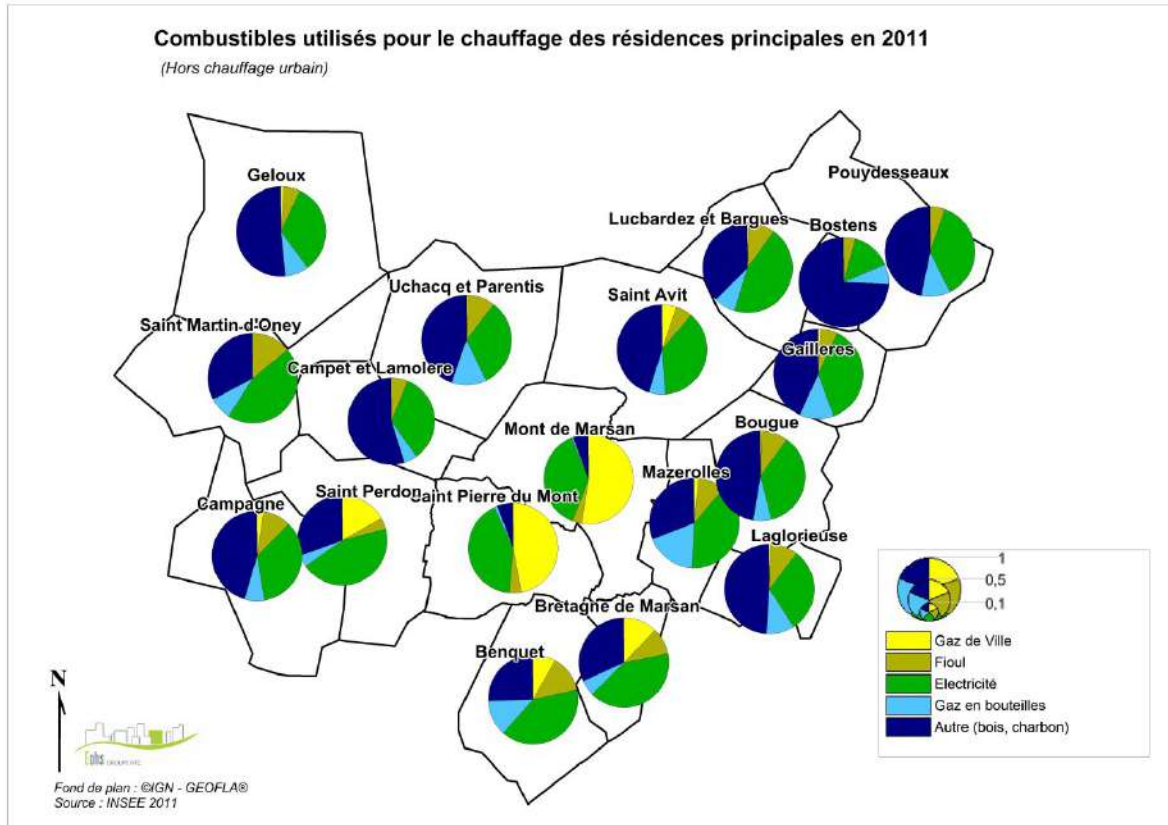 Combustibles utilisés pour le chauffage des résidences principales en 2011
(Hors chauffage urbain)
Geloux
Pouydesseaux
Lucbardez et Bargues
Bostens
Uchacq et Parentis
Saint Avit
Saint Martin d'Oney
Gailleres
Campet et Lamolere
Mont de Marsan
Bougue
Mazerolles
Saint Perdon
Saint Pierre du Mont
Campagne
Laglorieuse
Bretagne de Marsan
Benquet
1
0,5
0,1
Gaz de Ville
Fioul
Electricité
Gaz en bouteilles
Autre (bois, charbon)
N
Fond de plan : ©IGN - GEOFLA®
Source : INSEE 2011